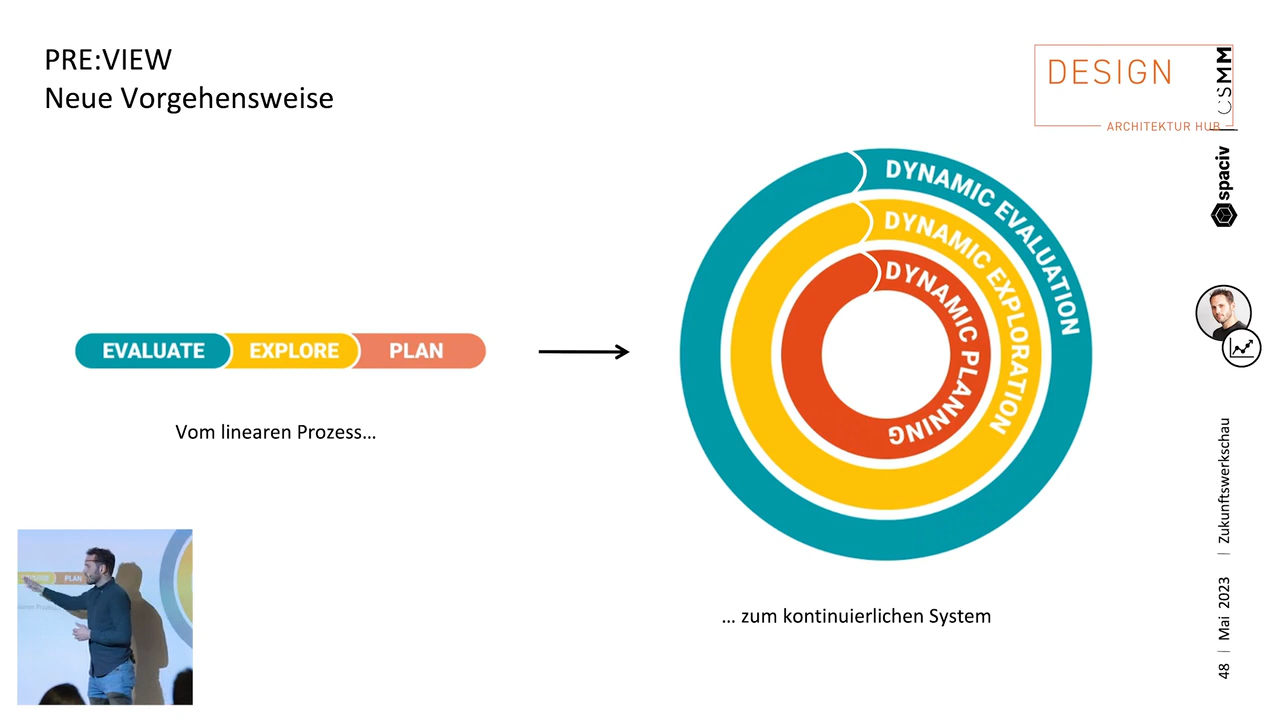 PRE:VIEW
Neue Vorgehensweise
DESIGN
ARCHITEKTUR HUB
CSMM
spaciv
EVALUATE
EXPLORE
PLAN
Vom linearen Prozess...
DYNAMIC EVALUATION
DYNAMIC EXPLORATION
DYNAMIC PLANNING
... zum kontinuierlichen System
48 | Mai 2023 | Zukunftswerkschau
PLAN